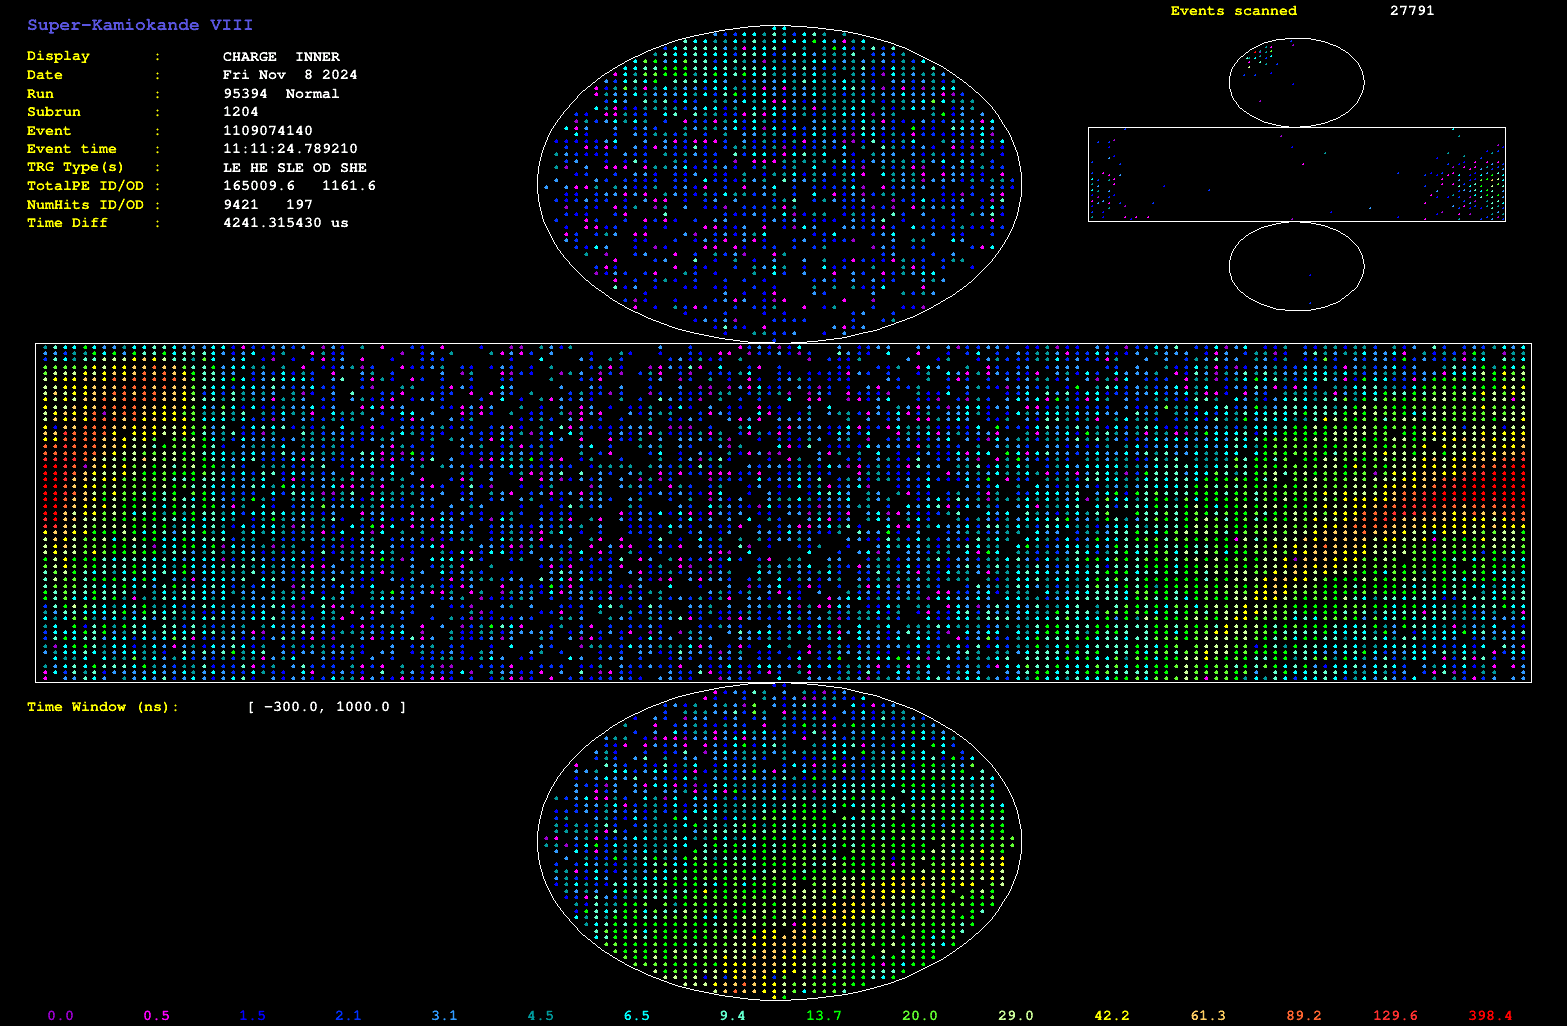 Super-Kamiokande VIII
Events scanned 27791
Display : CHARGE INNER
Date : Fri Nov 8 2024
Run : 95394 Normal
Subrun : 1204
Event : 1109074140
Event time : 11:11:24.789210
TRG Type(s) : LE HE SLE OD SHE
TotalPE ID/OD : 165009.6 1161.6
NumHits ID/OD : 9421 197
Time Diff : 4241.315430 us
Time Window (ns): [ -300.0, 1000.0 ]
0.0 0.5 1.5 2.1 3.1 4.5 6.5 9.4 13.7 20.0 29.0 42.2 61.3 89.2 129.6 398.4